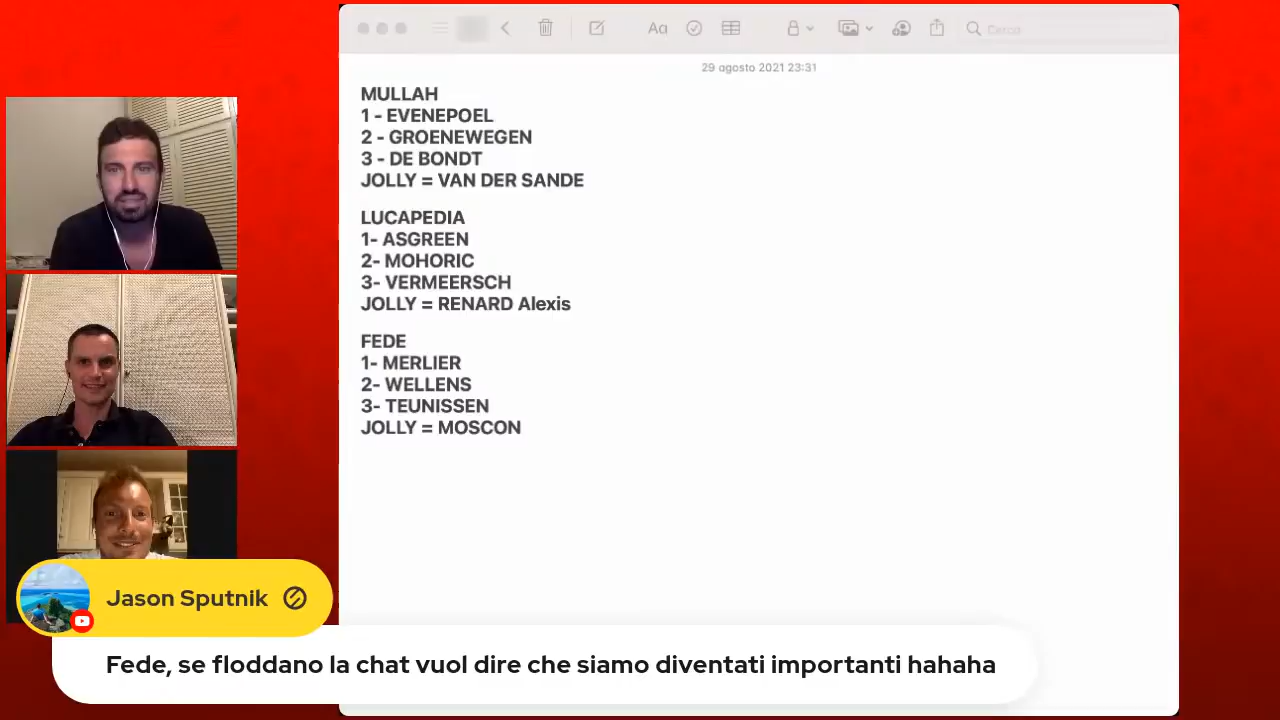 Aa
Cerca
29 agosto 2021 23:31
MULLAH
1 - EVENEPOEL
2 - GROENEWEGEN
3 - DE BONDT
JOLLY = VAN DER SANDE
LUCAPEDIA
1- ASGREEN
2- MOHORIC
3- VERMEERSCH
JOLLY = RENARD Alexis
FEDE
1- MERLIER
2- WELLENS
3- TEUNISSEN
JOLLY = MOSCON
Jason Sputnik
Fede, se floddano la chat vuol dire che siamo diventati importanti hahaha